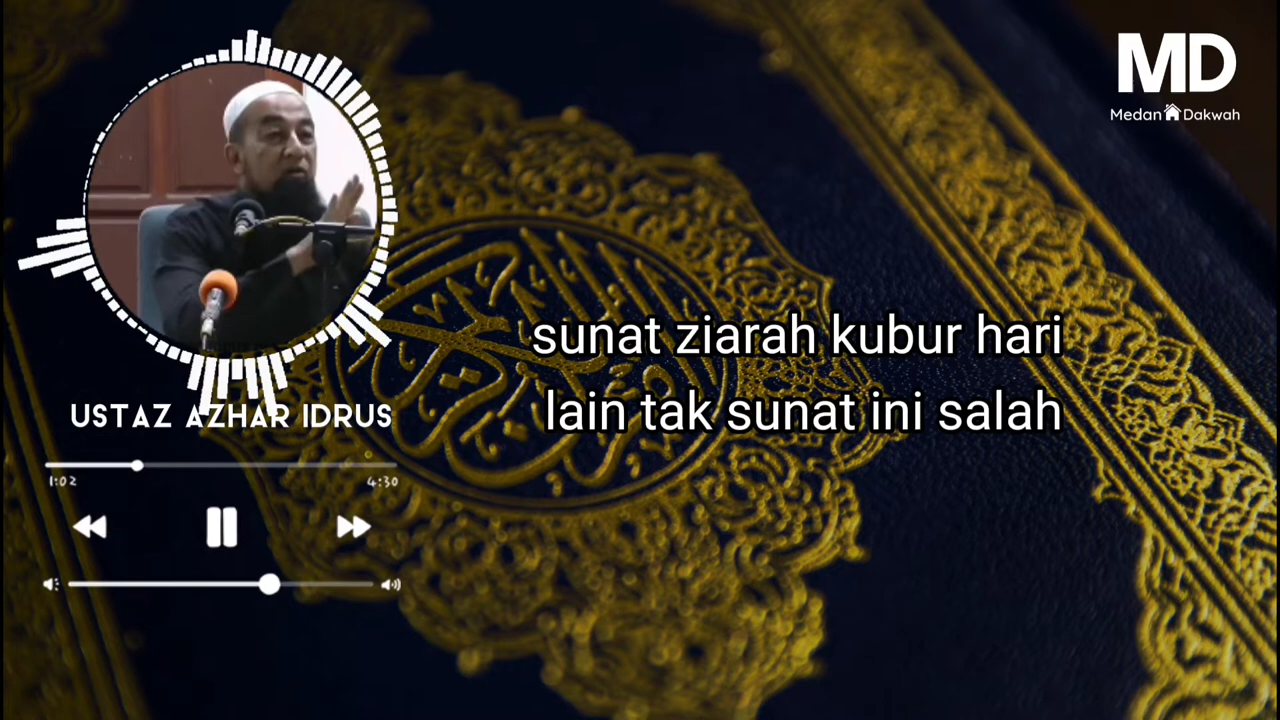 MD
Medan Dakwah
sunat ziarah kubur hari
lain tak sunat ini salah
USTAZ AZHAR IDRUS
1:02
4:30